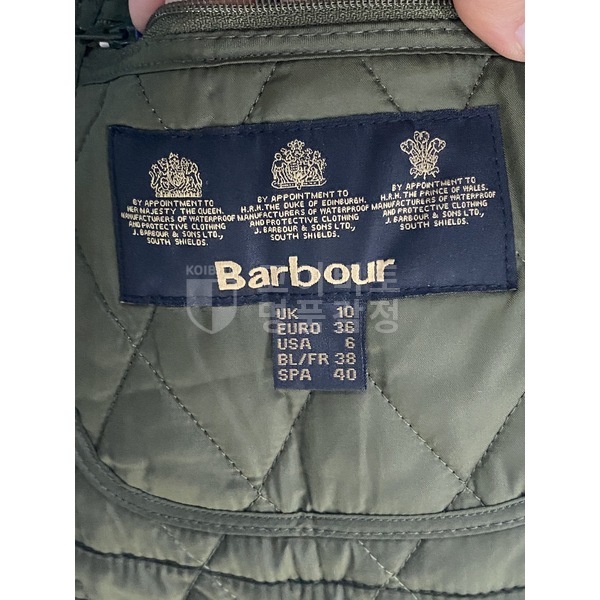 BY APPOINTMENT TO
HER MAJESTY THE QUEEN.
MANUFACTURERS OF WATERPROOF
AND PROTECTIVE CLOTHING
J. BARBOUR & SONS LTD.,
SOUTH SHIELDS.
BY APPOINTMENT TO
H.R.H. THE DUKE OF EDINBURGH.
MANUFACTURERS OF WATERPROOF
AND PROTECTIVE CLOTHING
J. BARBOUR & SONS LTD.,
SOUTH SHIELDS.
BY APPOINTMENT TO
H.R.H. THE PRINCE OF WALES.
MANUFACTURERS OF WATERPROOF
AND PROTECTIVE CLOTHING
J. BARBOUR & SONS LTD.,
SOUTH SHIELDS.
Barbour
UK 10
EURO 36
USA 6
BL/FR 38
SPA 40